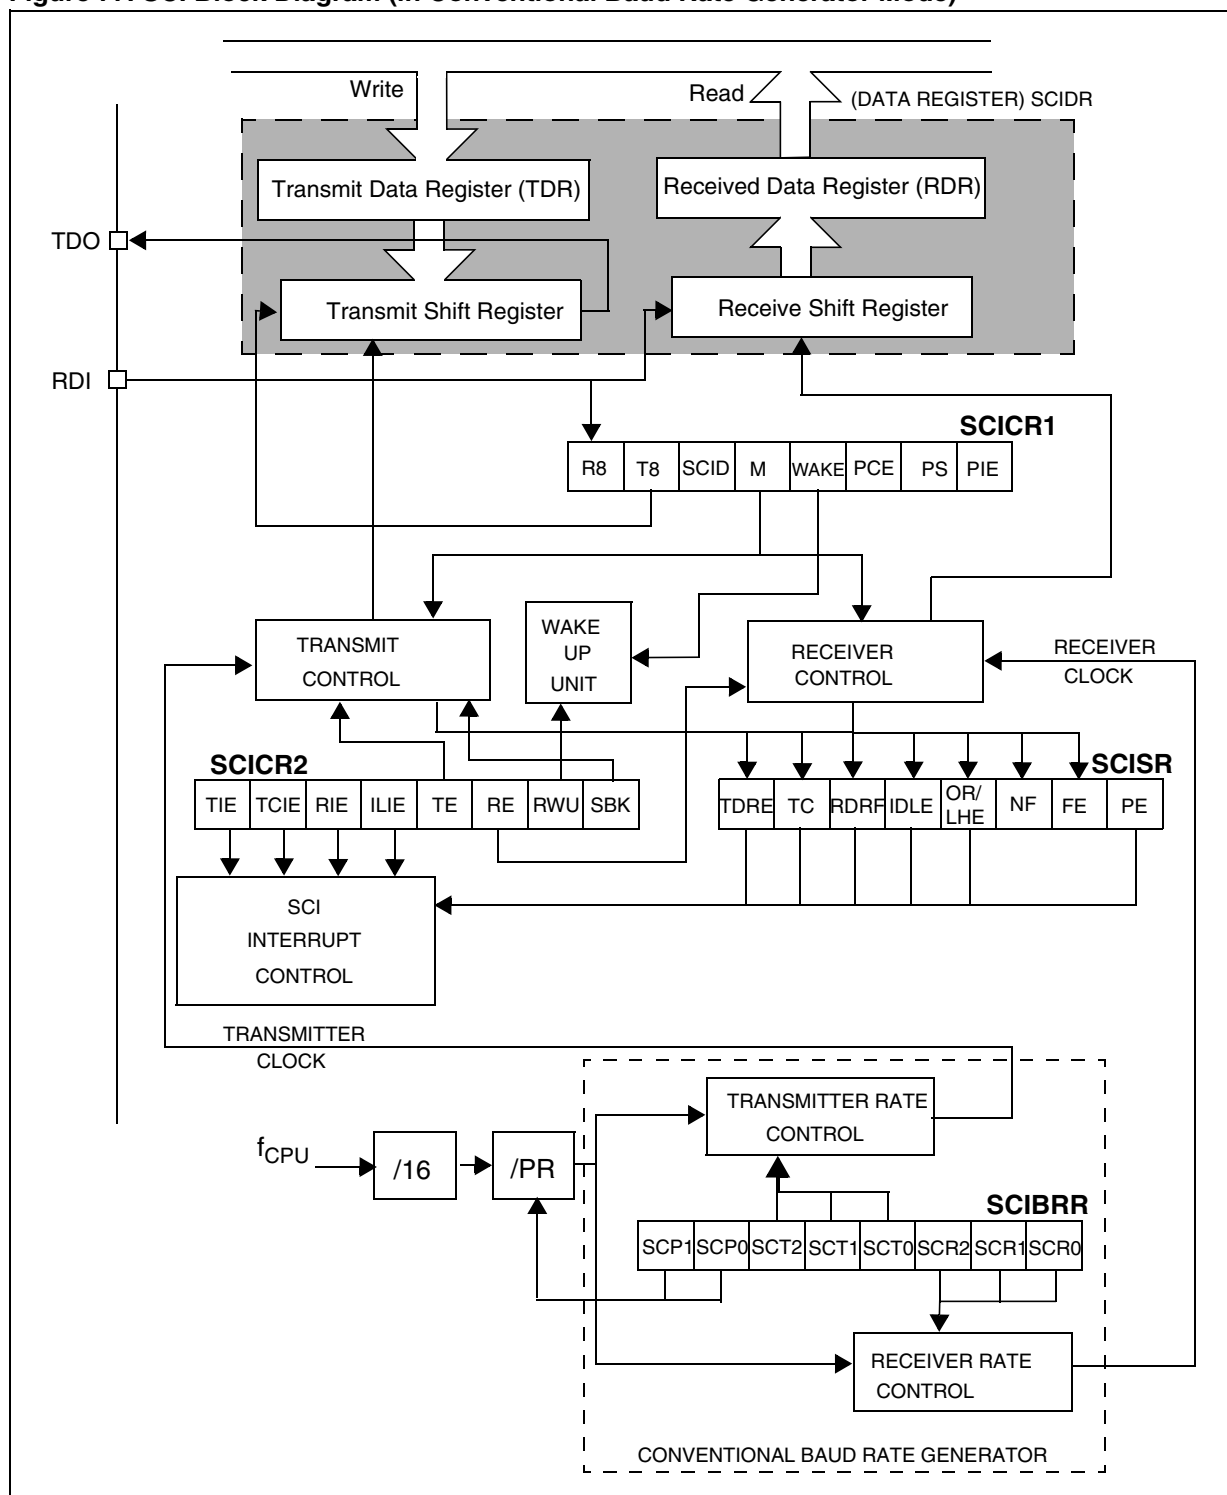 Write
Read
(DATA REGISTER) SCIDR
Transmit Data Register (TDR)
Received Data Register (RDR)
TDO
Transmit Shift Register
Receive Shift Register
RDI
SCICR1
R8 T8 SCID M WAKE PCE PS PIE
TRANSMIT
CONTROL
WAKE
UP
UNIT
RECEIVER
CONTROL
RECEIVER
CLOCK
SCICR2
TIE TCIE RIE ILIE TE RE RWU SBK
SCISR
TDRE TC RDRF IDLE OR/
LHE NF FE PE
SCI
INTERRUPT
CONTROL
TRANSMITTER
CLOCK
TRANSMITTER RATE
CONTROL
fCPU
/16
/PR
SCIBRR
SCP1 SCP0 SCT2 SCT1 SCT0 SCR2 SCR1 SCR0
RECEIVER RATE
CONTROL
CONVENTIONAL BAUD RATE GENERATOR